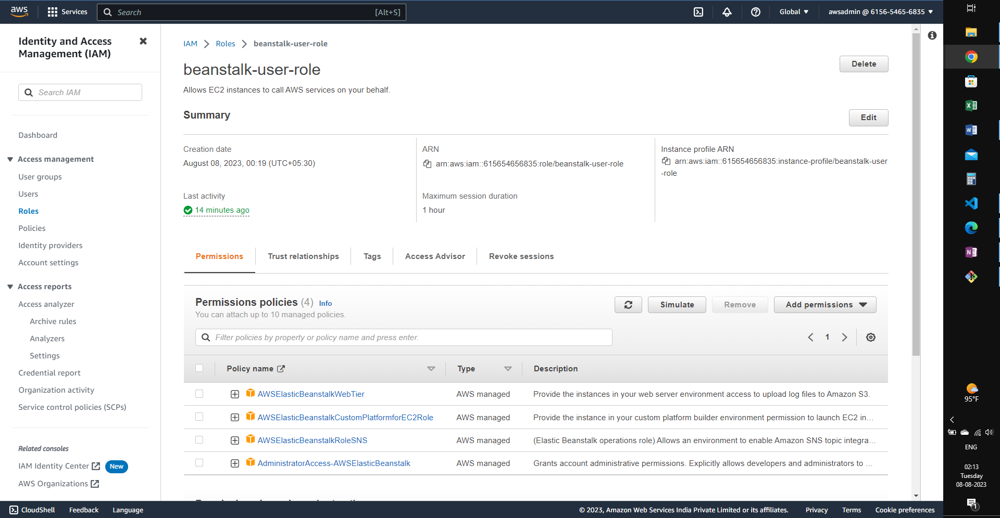 aws
Services
Search
[Alt+S]
Global
awsadmin @ 6156-5465-6835
Identity and Access
Management (IAM)
Search IAM
Dashboard
Access management
User groups
Users
Roles
Policies
Identity providers
Account settings
Access reports
Access analyzer
Archive rules
Analyzers
Settings
Credential report
Organization activity
Service control policies (SCPs)
Related consoles
IAM Identity Center New
AWS Organizations
IAM > Roles > beanstalk-user-role
beanstalk-user-role
Delete
Allows EC2 instances to call AWS services on your behalf.
Summary
Edit
Creation date
August 08, 2023, 00:19 (UTC+05:30)
ARN
arn:aws:iam::615654656835:role/beanstalk-user-role
Instance profile ARN
arn:aws:iam::615654656835:instance-profile/beanstalk-user
-role
Last activity
14 minutes ago
Maximum session duration
1 hour
Permissions
Trust relationships
Tags
Access Advisor
Revoke sessions
Permissions policies (4) Info
You can attach up to 10 managed policies.
Simulate
Remove
Add permissions
Filter policies by property or policy name and press enter.
1
Policy name
Type
Description
AWSElasticBeanstalkWebTier AWS managed Provide the instances in your web server environment access to upload log files to Amazon S3.
AWSElasticBeanstalkCustomPlatformforEC2Role AWS managed Provide the instance in your custom platform builder environment permission to launch EC2 in…
AWSElasticBeanstalkRoleSNS AWS managed (Elastic Beanstalk operations role) Allows an environment to enable Amazon SNS topic integra…
AdministratorAccess-AWSElasticBeanstalk AWS managed Grants account administrative permissions. Explicitly allows developers and administrators to …
CloudShell
Feedback
Language
© 2023, Amazon Web Services India Private Limited or its affiliates.
Privacy
Terms
Cookie preferences
95°F
ENG
02:13
Tuesday
08-08-2023
1